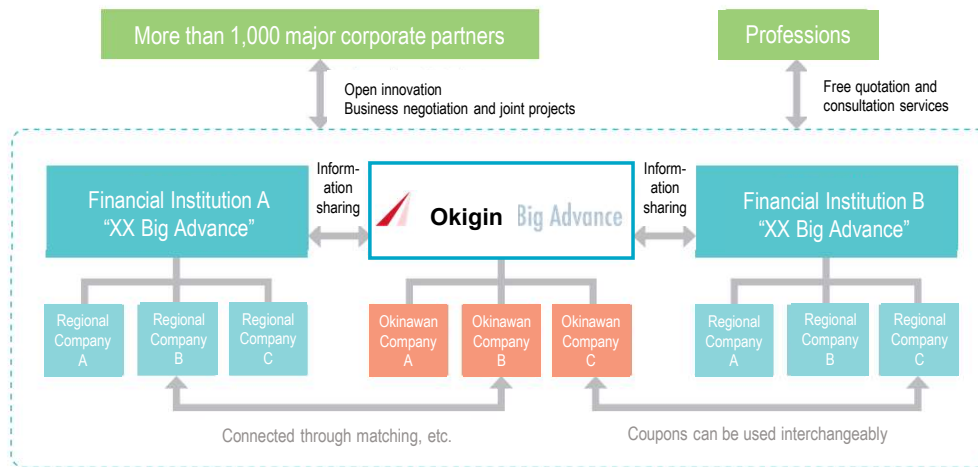 More than 1,000 major corporate partners
Professions
Open innovation
Business negotiation and joint projects
Free quotation and
consultation services
Financial Institution A
“XX Big Advance”
Inform-
ation
sharing
Okigin Big Advance
Inform-
ation
sharing
Financial Institution B
“XX Big Advance”
Regional
Company
A
Regional
Company
B
Regional
Company
C
Okinawan
Company
A
Okinawan
Company
B
Okinawan
Company
C
Regional
Company
A
Regional
Company
B
Regional
Company
C
Connected through matching, etc.
Coupons can be used interchangeably